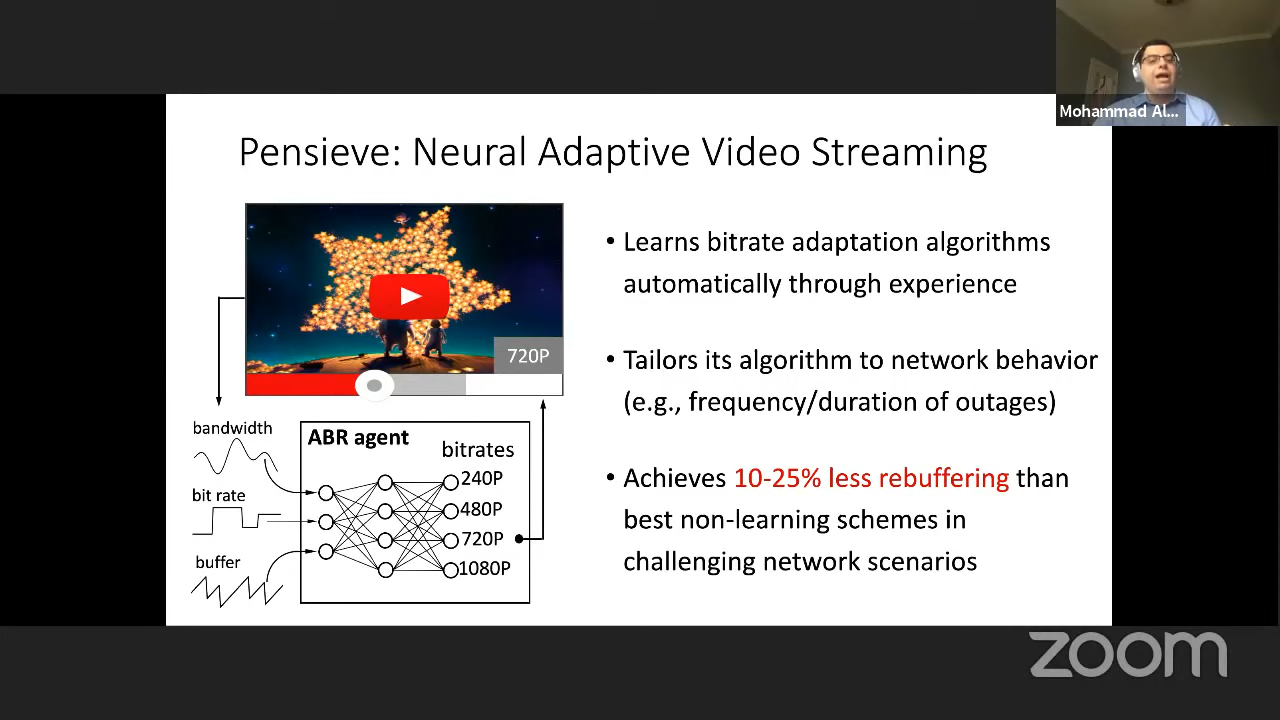 Mohammad Al...
Pensieve: Neural Adaptive Video Streaming
720P
bandwidth
bit rate
buffer
ABR agent
bitrates
240P
480P
720P
1080P
• Learns bitrate adaptation algorithms
automatically through experience
• Tailors its algorithm to network behavior
(e.g., frequency/duration of outages)
• Achieves 10-25% less rebuffering than
best non-learning schemes in
challenging network scenarios
zoom